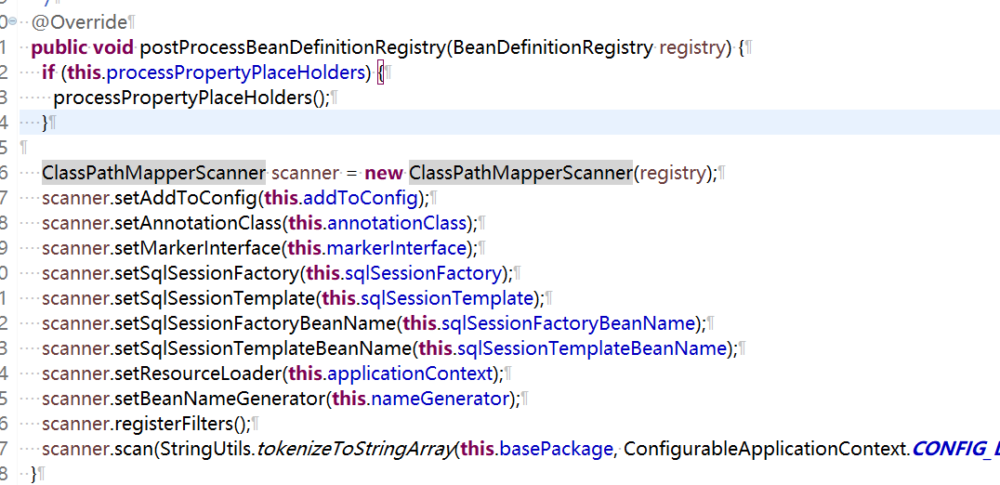 @Override
public void postProcessBeanDefinitionRegistry(BeanDefinitionRegistry registry) {
if (this.processPropertyPlaceHolders) {
processPropertyPlaceHolders();
}
ClassPathMapperScanner scanner = new ClassPathMapperScanner(registry);
scanner.setAddToConfig(this.addToConfig);
scanner.setAnnotationClass(this.annotationClass);
scanner.setMarkerInterface(this.markerInterface);
scanner.setSqlSessionFactory(this.sqlSessionFactory);
scanner.setSqlSessionTemplate(this.sqlSessionTemplate);
scanner.setSqlSessionFactoryBeanName(this.sqlSessionFactoryBeanName);
scanner.setSqlSessionTemplateBeanName(this.sqlSessionTemplateBeanName);
scanner.setResourceLoader(this.applicationContext);
scanner.setBeanNameGenerator(this.nameGenerator);
scanner.registerFilters();
scanner.scan(StringUtils.tokenizeToStringArray(this.basePackage, ConfigurableApplicationContext.CONFIG_
}